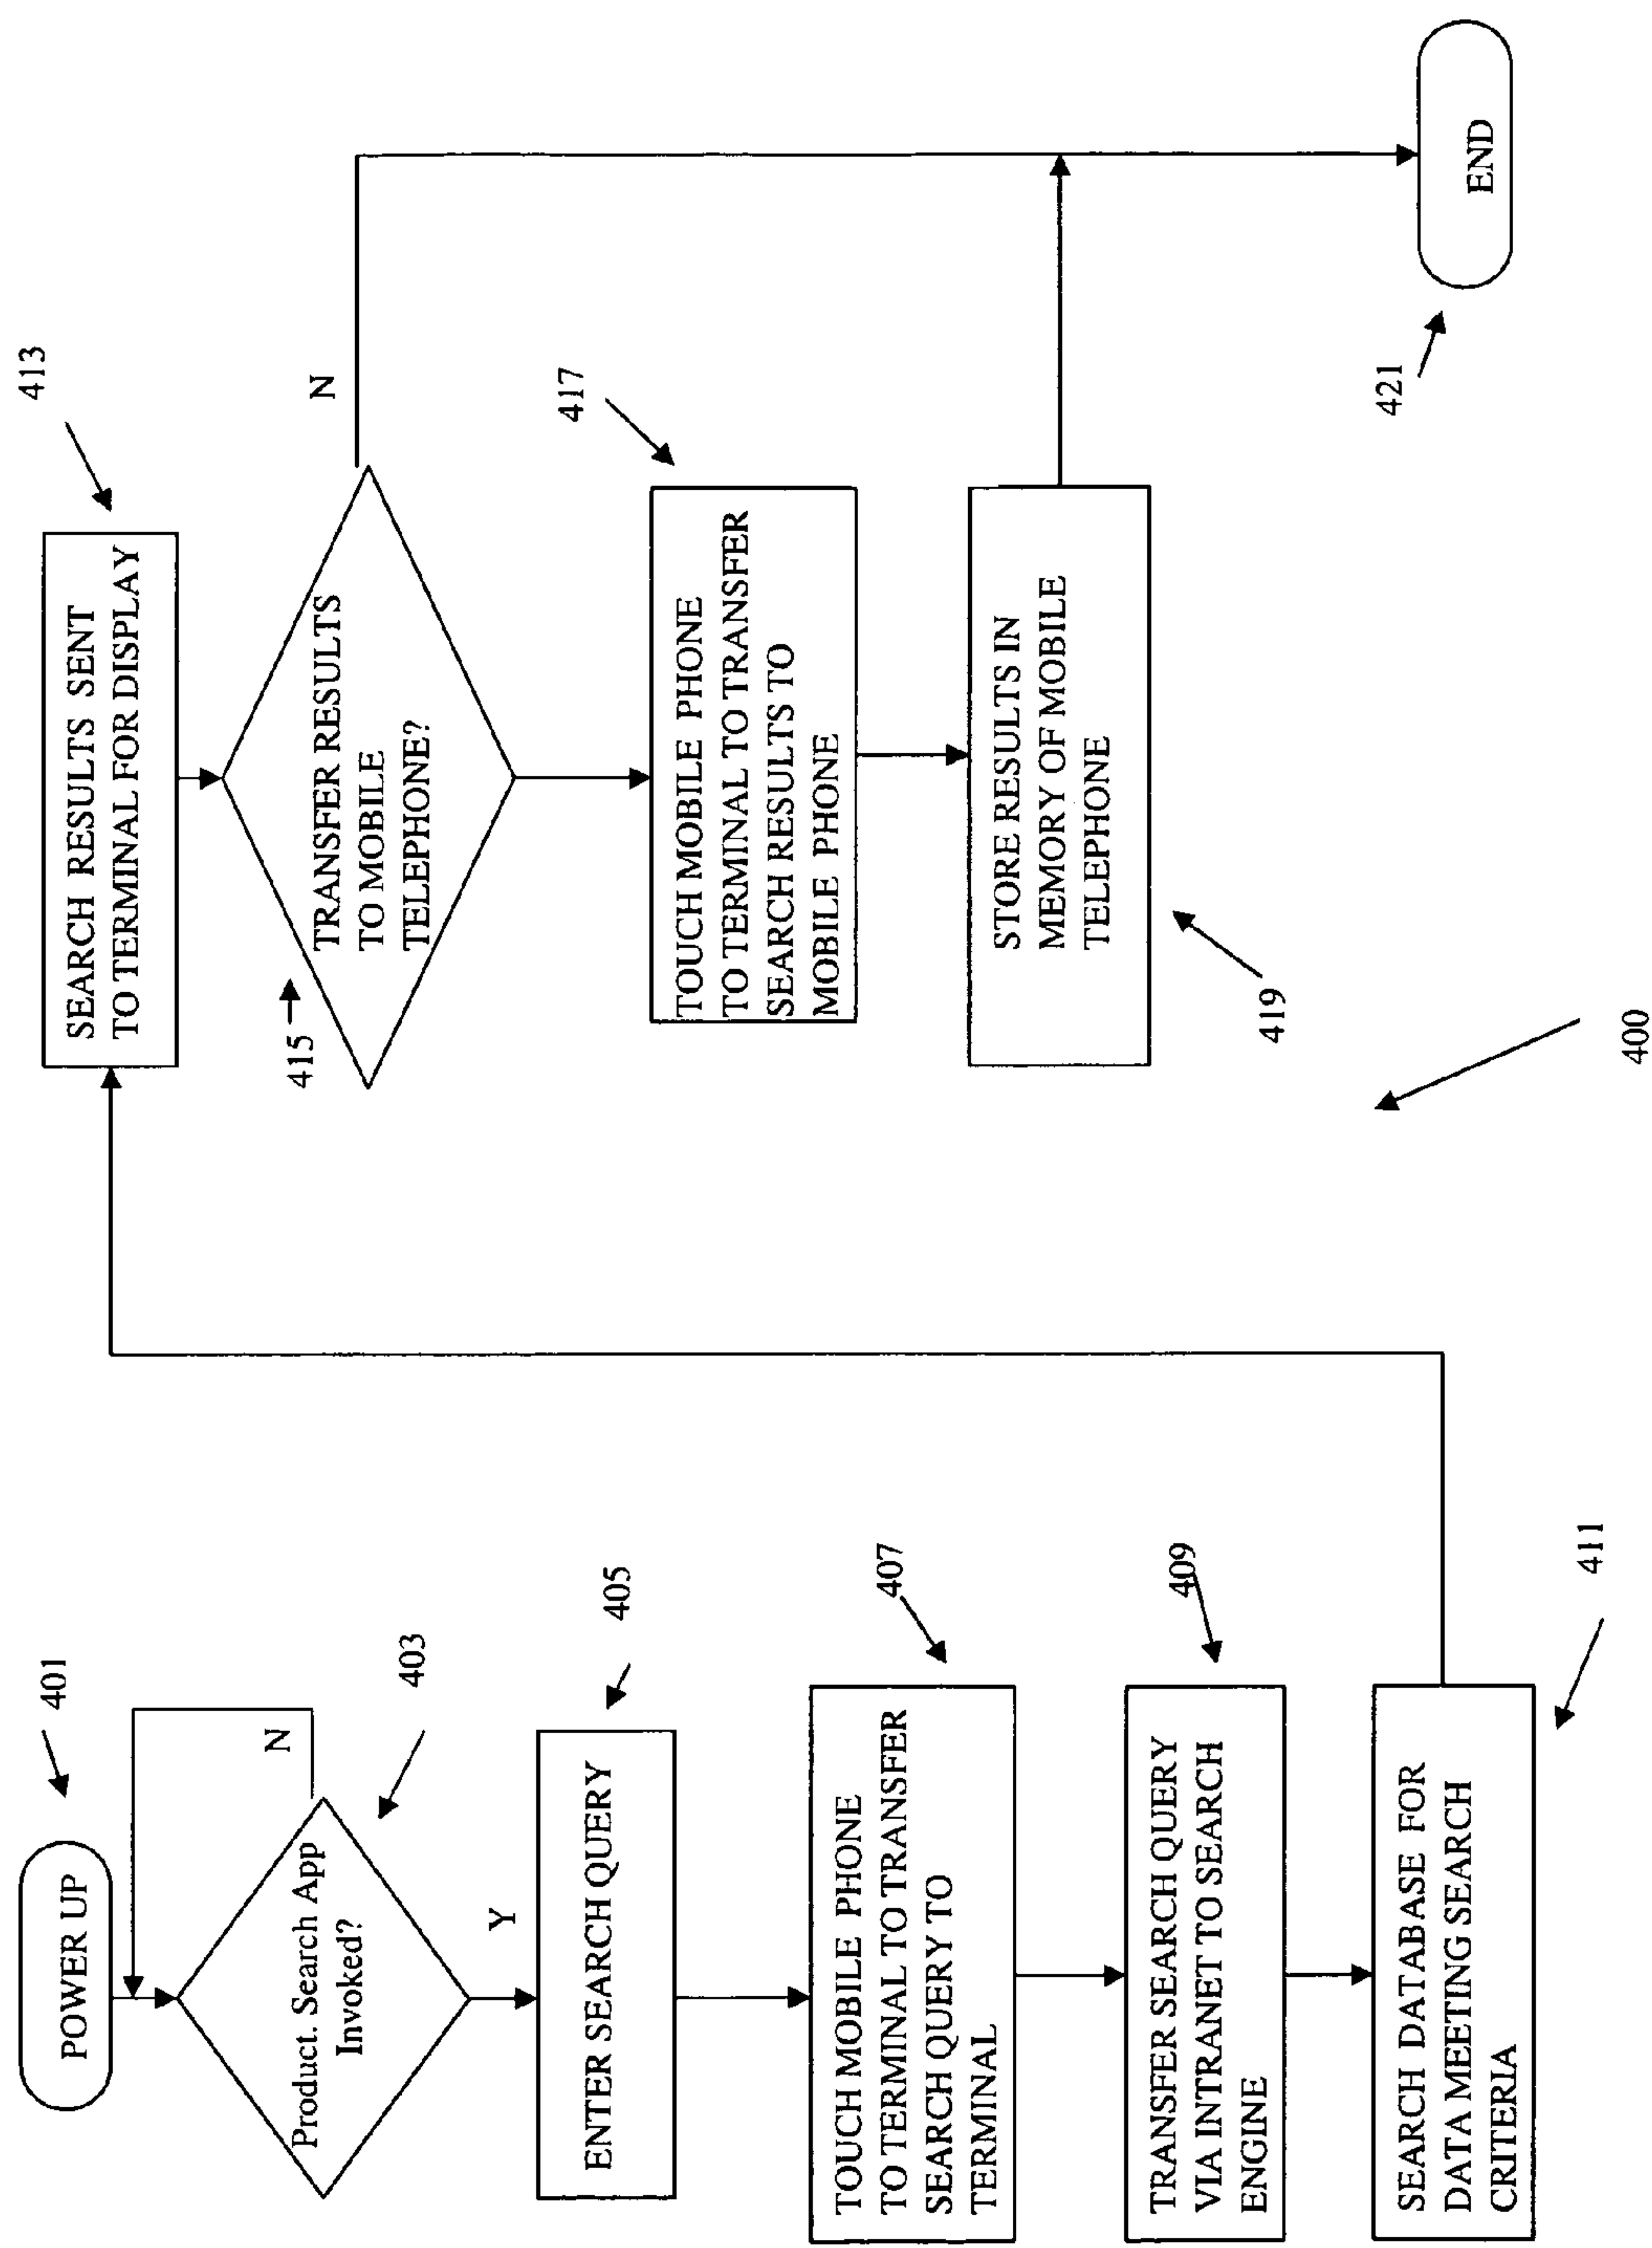 POWER UP
401
N
Product. Search App
Invoked?
403
Y
ENTER SEARCH QUERY
405
TOUCH MOBILE PHONE
TO TERMINAL TO TRANSFER
SEARCH QUERY TO
TERMINAL
407
TRANSFER SEARCH QUERY
VIA INTRANET TO SEARCH
ENGINE
409
SEARCH DATABASE FOR
DATA MEETING SEARCH
CRITERIA
411
SEARCH RESULTS SENT
TO TERMINAL FOR DISPLAY
413
415
TRANSFER RESULTS
TO MOBILE
TELEPHONE?
N
TOUCH MOBILE PHONE
TO TERMINAL TO TRANSFER
SEARCH RESULTS TO
MOBILE PHONE
417
STORE RESULTS IN
MEMORY OF MOBILE
TELEPHONE
419
421
END
400